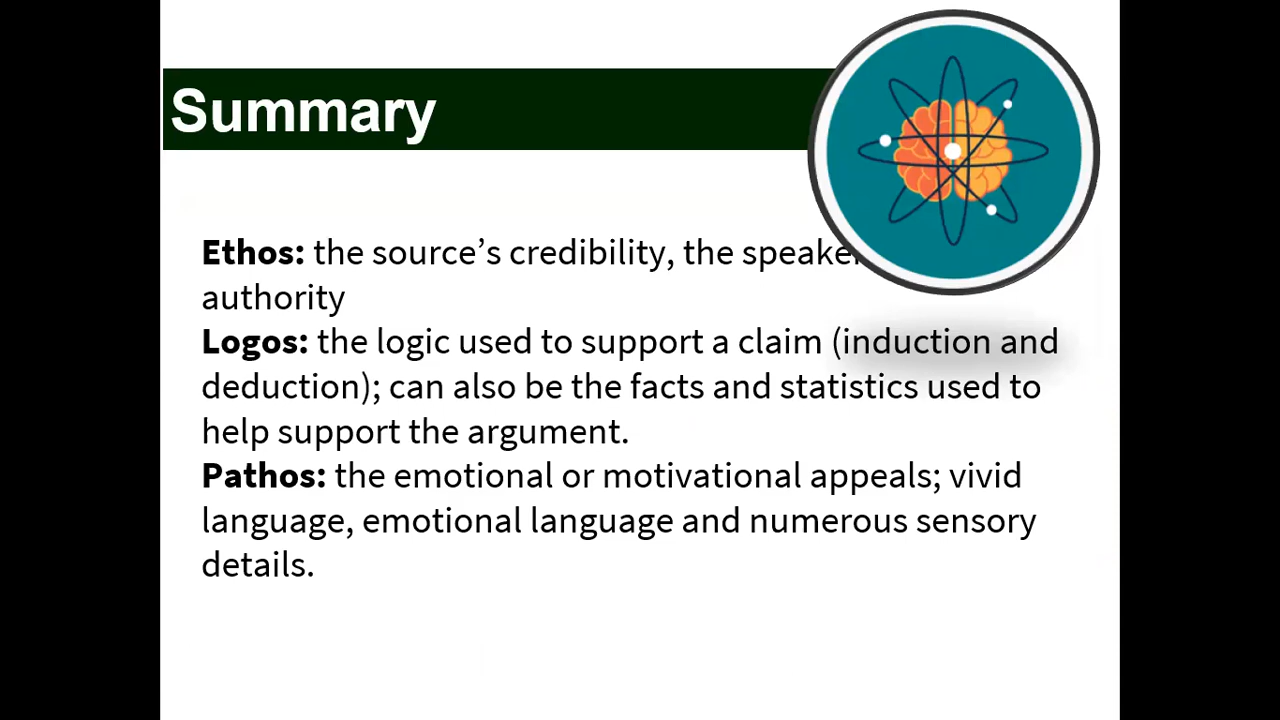 Summary
Ethos: the source’s credibility, the speaker
authority
Logos: the logic used to support a claim (induction and
deduction); can also be the facts and statistics used to
help support the argument.
Pathos: the emotional or motivational appeals; vivid
language, emotional language and numerous sensory
details.